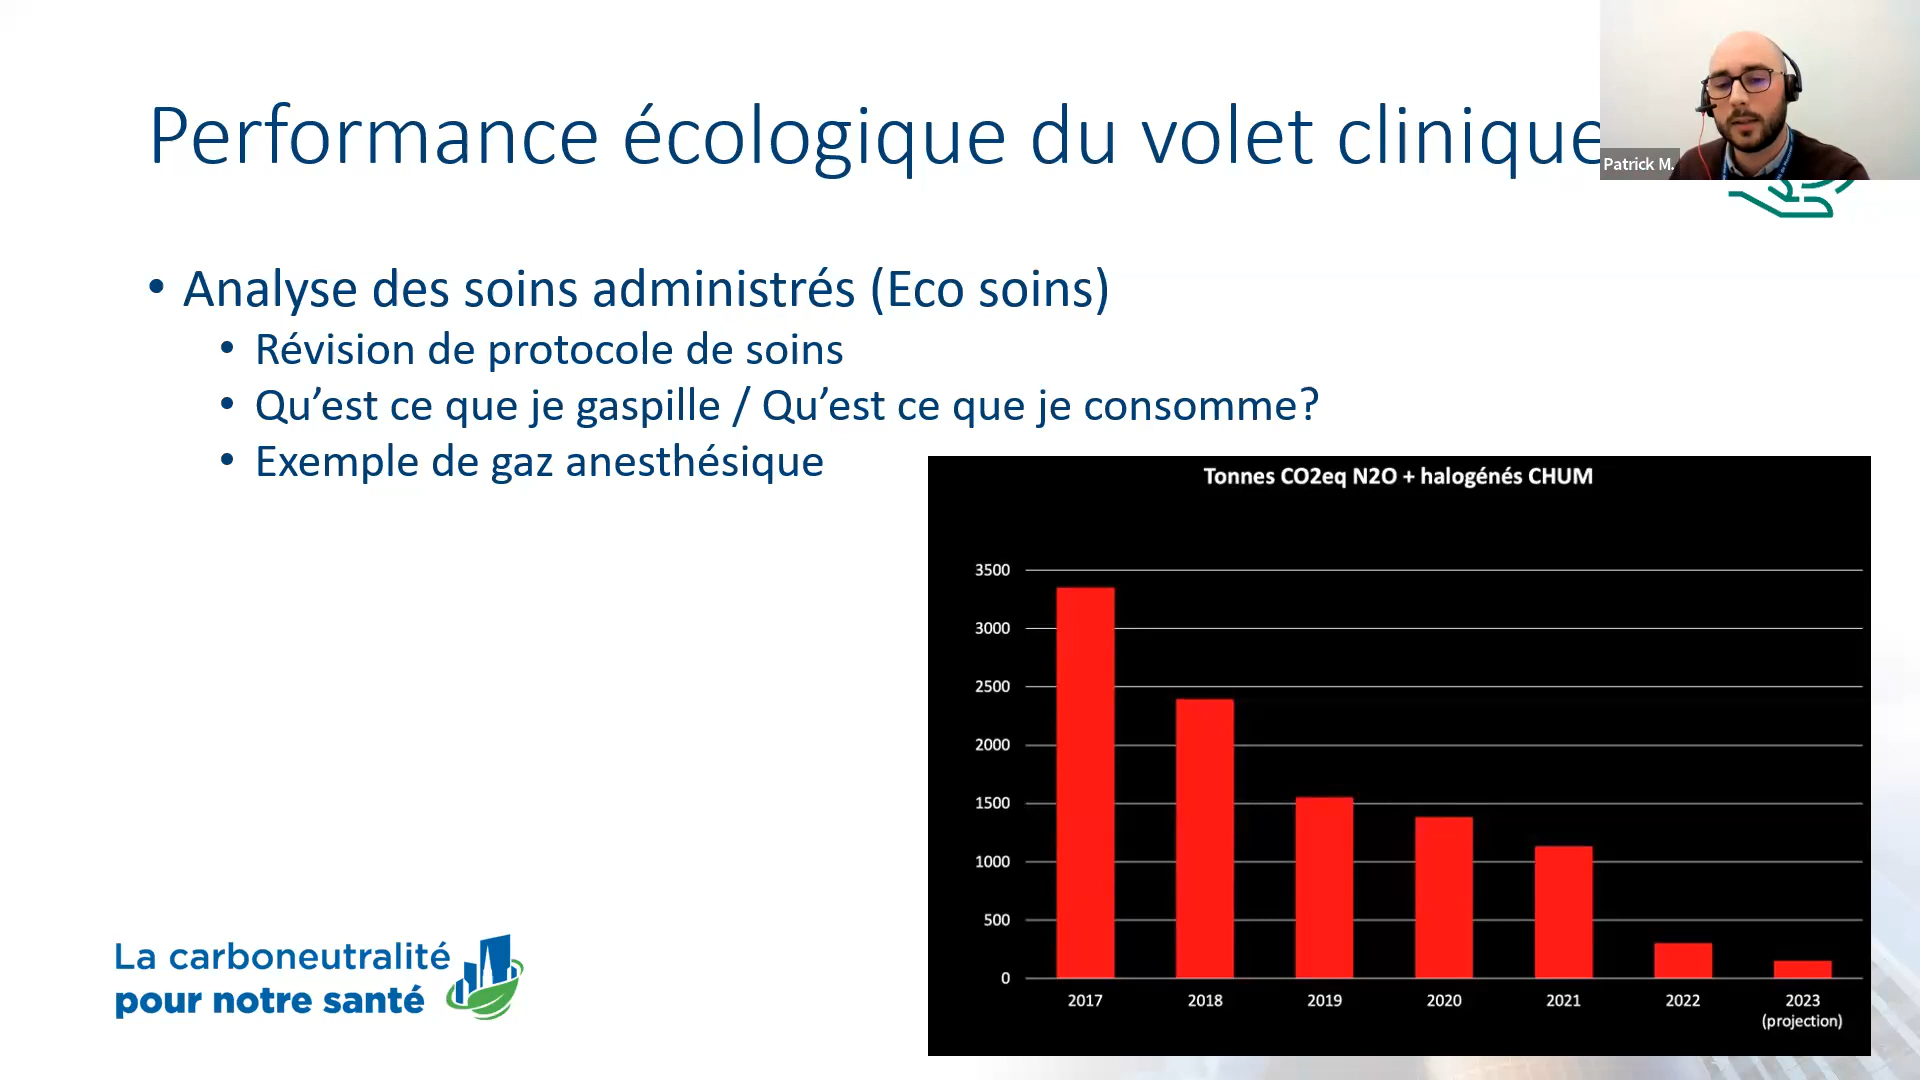 Performance écologique du volet clinique
Patrick M.
• Analyse des soins administrés (Eco soins)
• Révision de protocole de soins
• Qu’est ce que je gaspille / Qu’est ce que je consomme?
• Exemple de gaz anesthésique
Tonnes CO2eq N2O + halogénés CHUM
3500
3000
2500
2000
1500
1000
500
0
2017 2018 2019 2020 2021 2022 2023
(projection)
La carboneutralité
pour notre santé